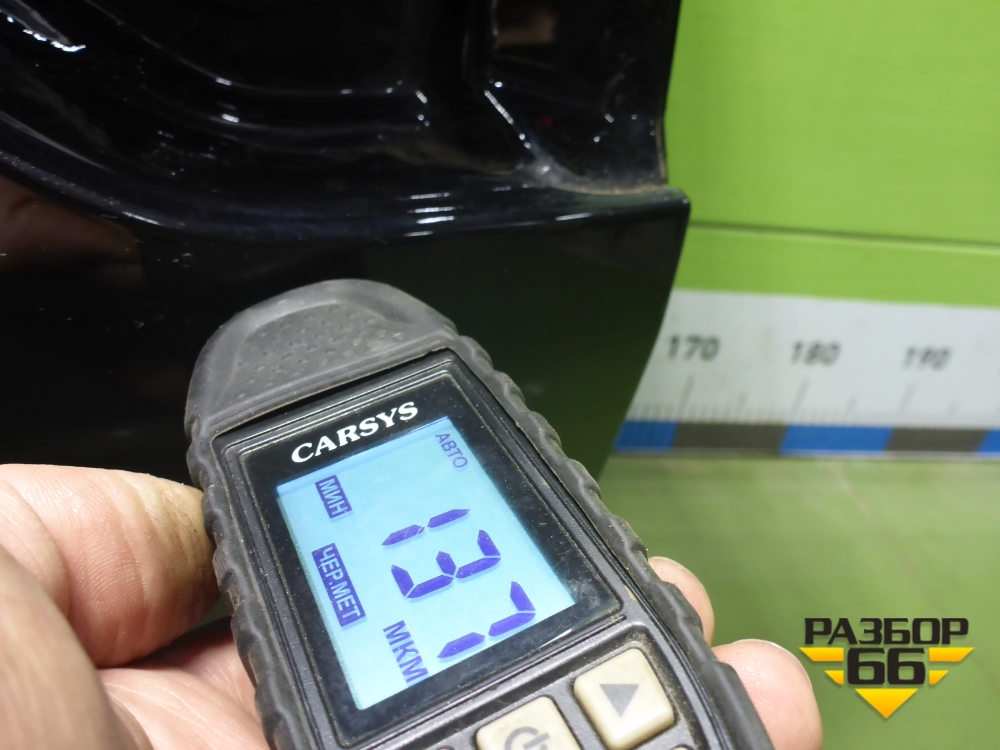 CARSYS
АВТО
МИН
ЧЕР.МЕТ
137
МКМ
170 180 190
РАЗБОР
66